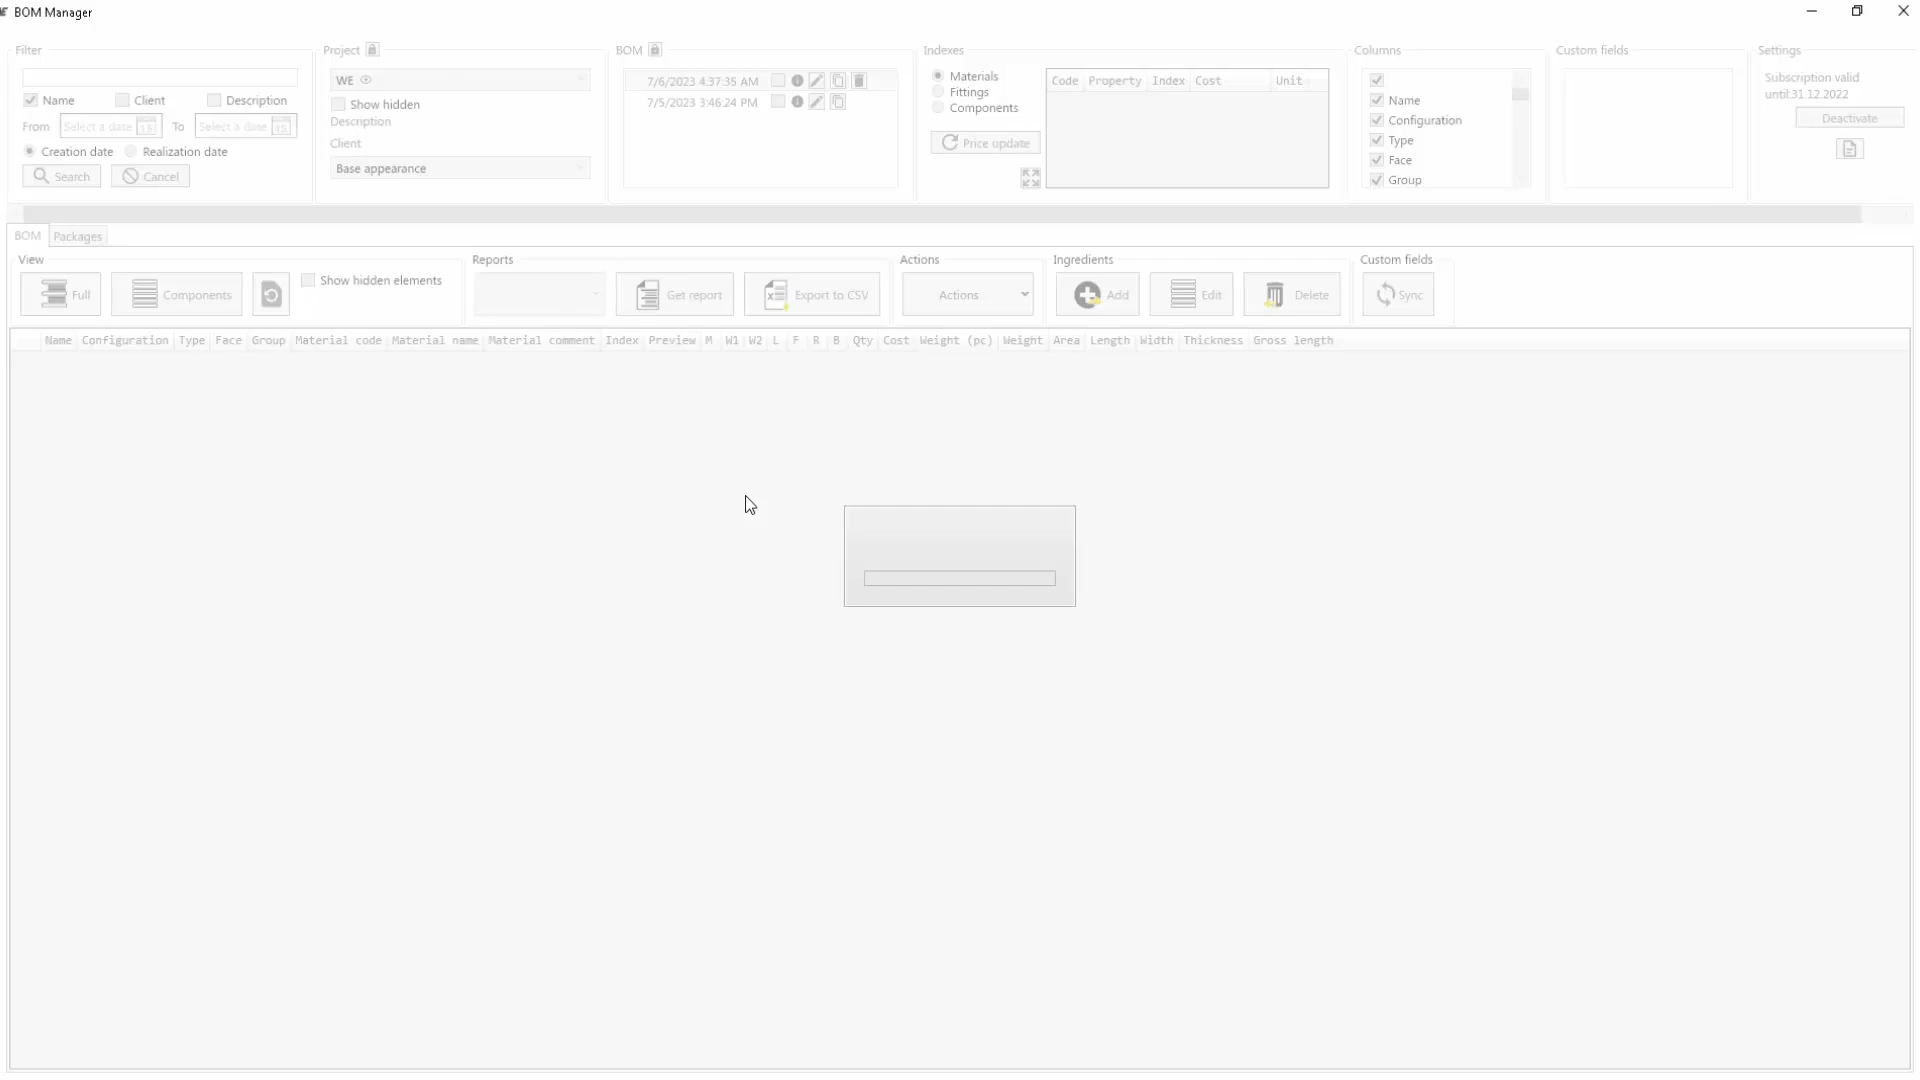 BOM Manager
Filter
Name Client Description
From Select a date 15 To Select a date 15
Creation date Realization date
Search Cancel
Project
WE
Show hidden
Description
Client
Base appearance
BOM
7/6/2023 4:37:35 AM
7/5/2023 3:46:24 PM
Indexes
Materials
Fittings
Components
Price update
Code Property Index Cost Unit
Columns
Name
Configuration
Type
Face
Group
Custom fields
Settings
Subscription valid
until:31.12.2022
Deactivate
BOM Packages
View
Full Components Show hidden elements
Reports
Get report Export to CSV
Actions
Actions
Ingredients
Add Edit Delete
Custom fields
Sync
Name Configuration Type Face Group Material code Material name Material comment Index Preview M W1 W2 L F R B Qty Cost Weight (pc) Weight Area Length Width Thickness Gross length